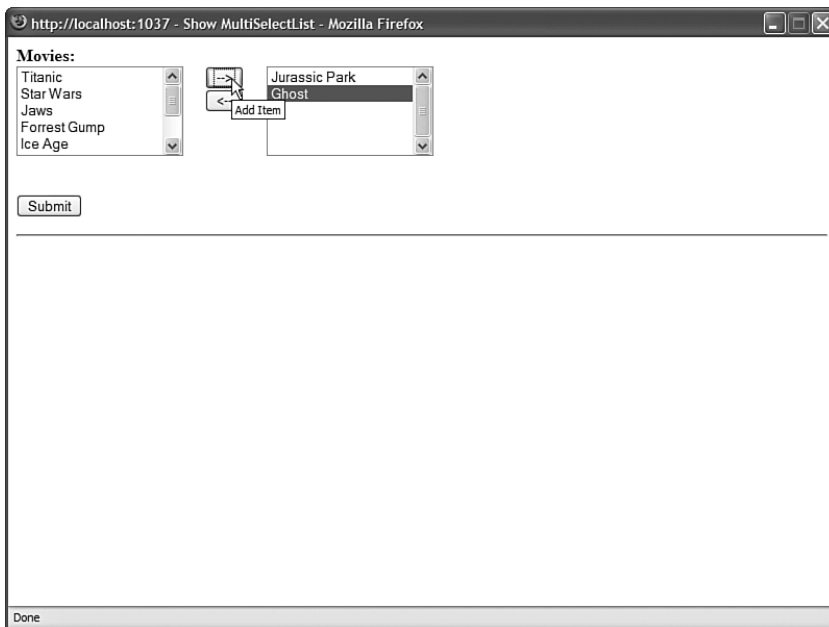 http://localhost:1037 - Show MultiSelectList - Mozilla Firefox
Movies:
Titanic
Star Wars
Jaws
Forrest Gump
Ice Age
-->
<--
Add Item
Jurassic Park
Ghost
Submit
Done